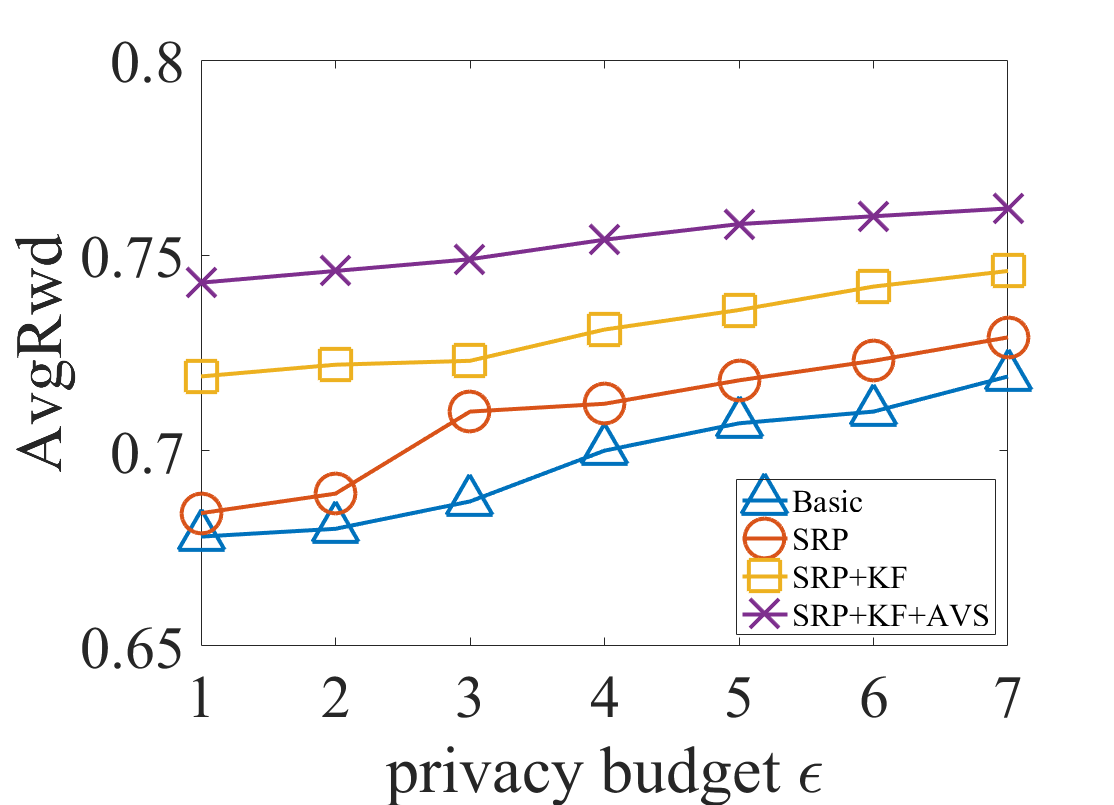 0.8
0.75
0.7
0.65
AvgRwd
1 2 3 4 5 6 7
privacy budget ϵ
Basic
SRP
SRP+KF
SRP+KF+AVS